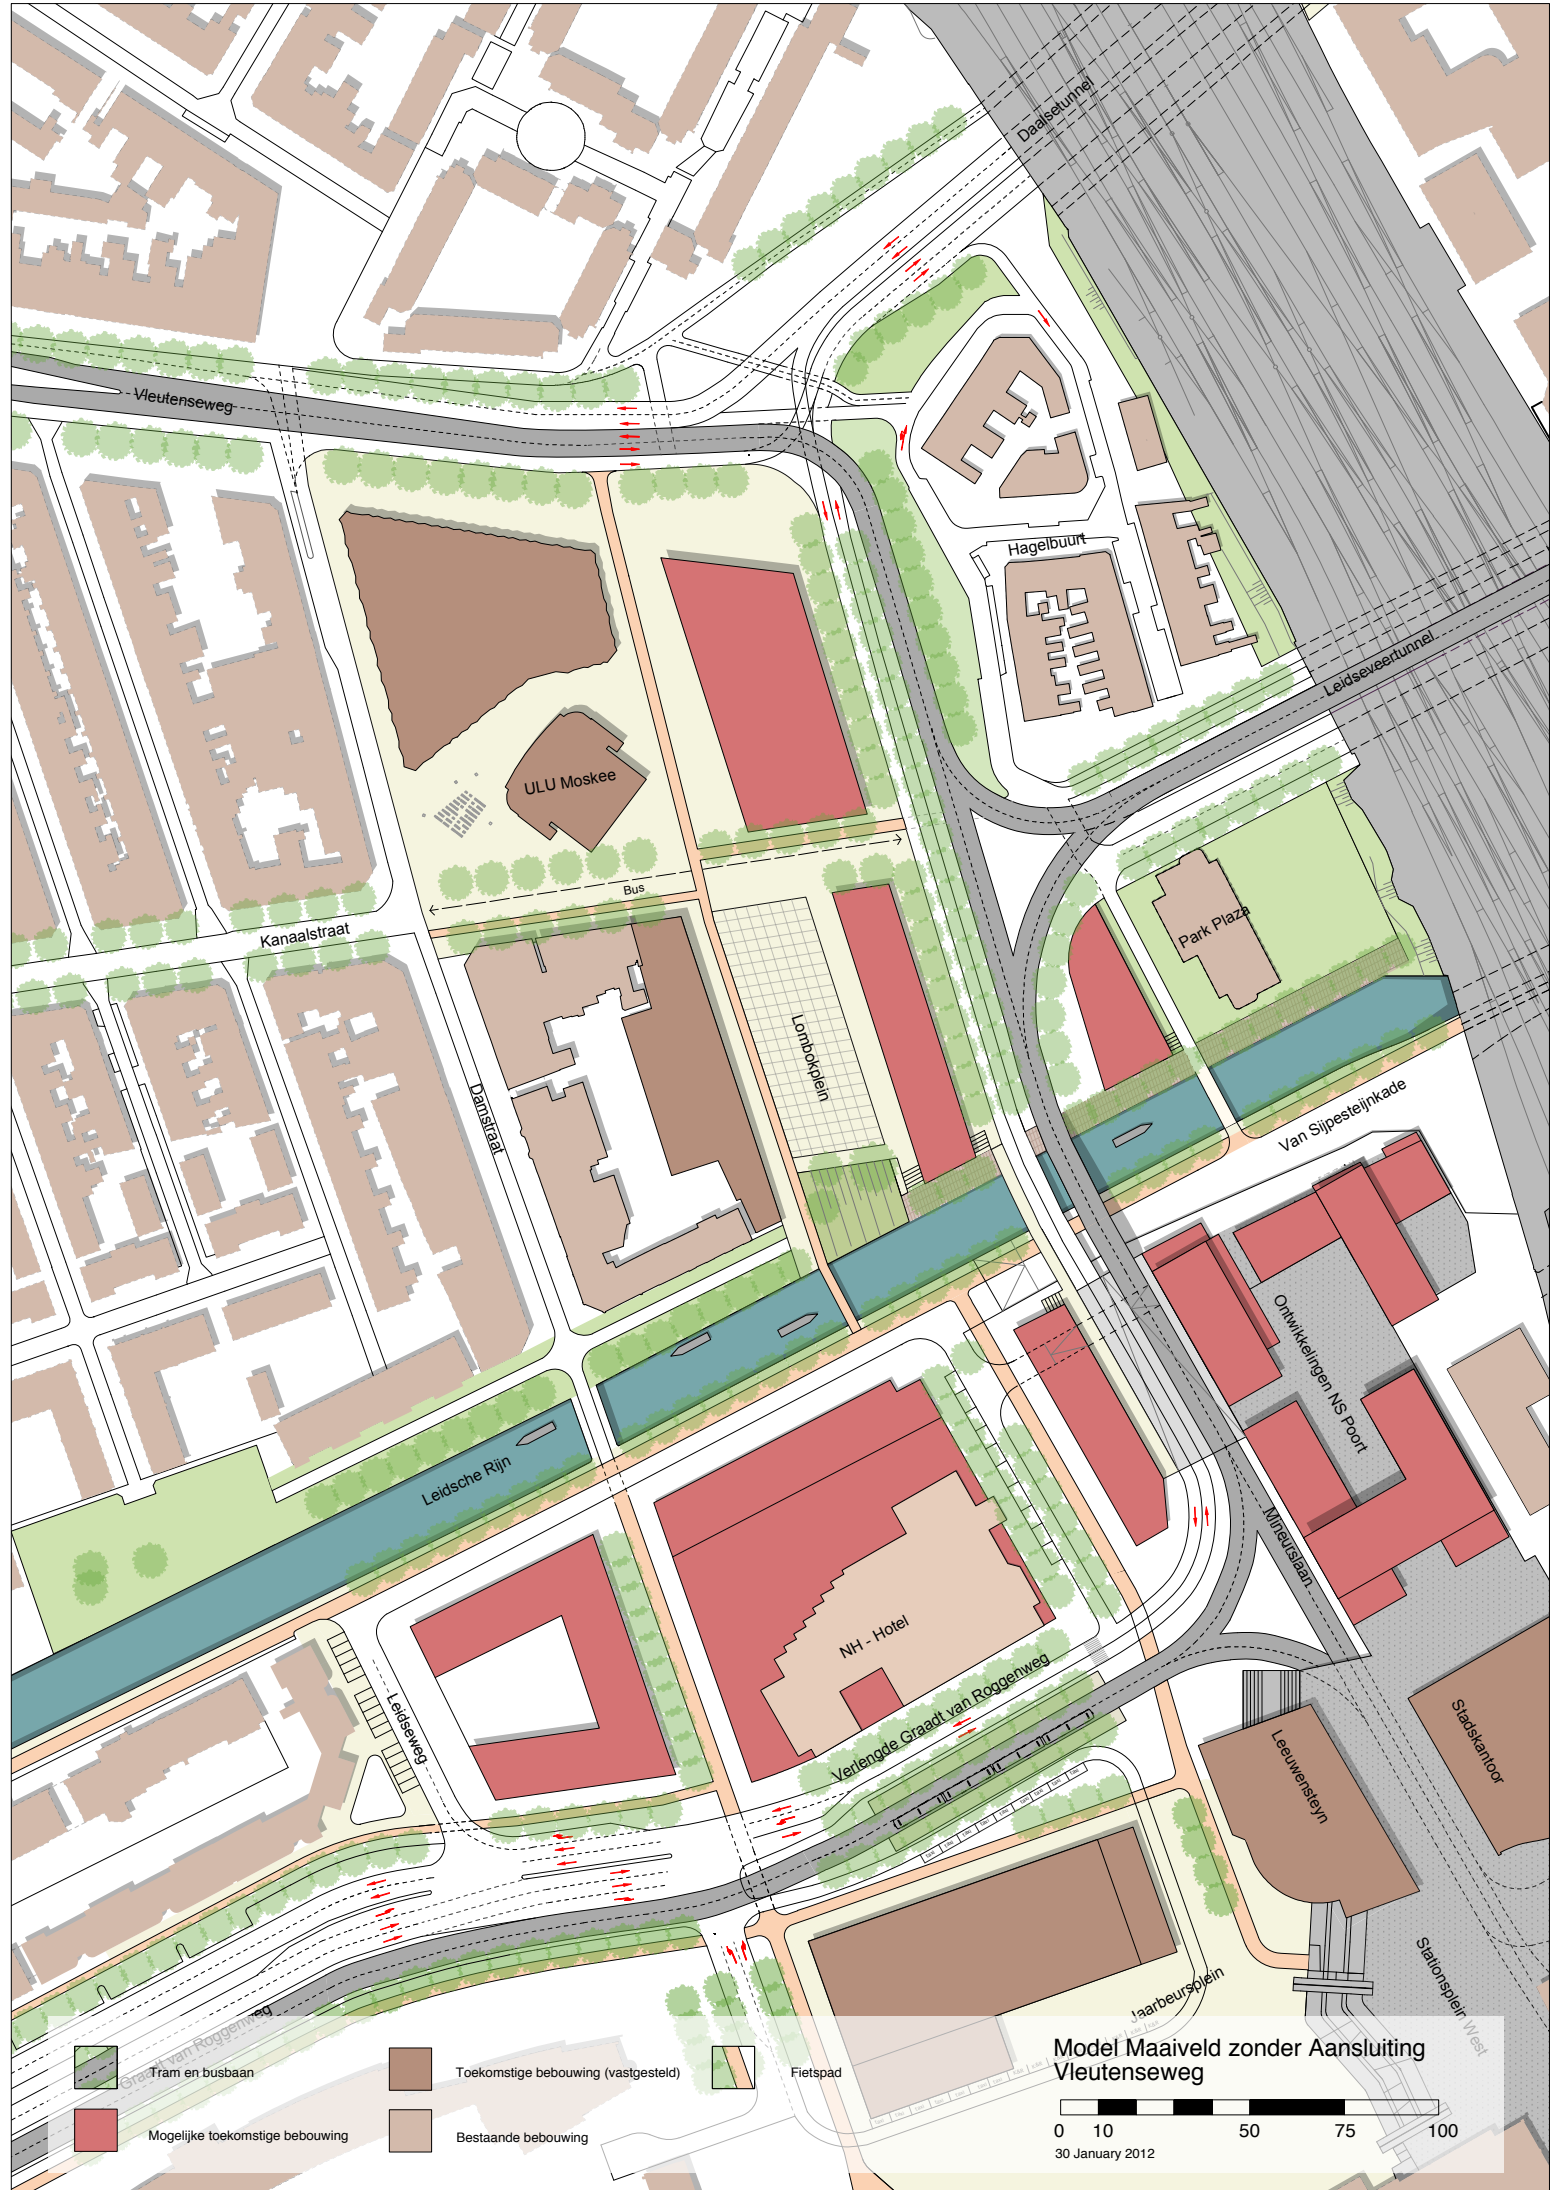 Daalsetunnel
Vleutenseweg
Hagelbuurt
Leidseveertunnel
ULU Moskee
Bus
Kanaalstraat
Park Plaza
Lombokplein
Damstraat
Van Sijpesteijnkade
Ontwikkelingen NS Poort
Leidsche Rijn
Mineurslaan
NH - Hotel
Leidseweg
Verlengde Graadt van Roggenweg
Leeuwensteyn
Stadskantoor
Stationsplein West
Jaarbeursplein
Graadt van Roggenweg
Tram en busbaan
Toekomstige bebouwing (vastgesteld)
Fietspad
Mogelijke toekomstige bebouwing
Bestaande bebouwing
Model Maaiveld zonder Aansluiting
Vleutenseweg
0 10 50 75 100
30 January 2012